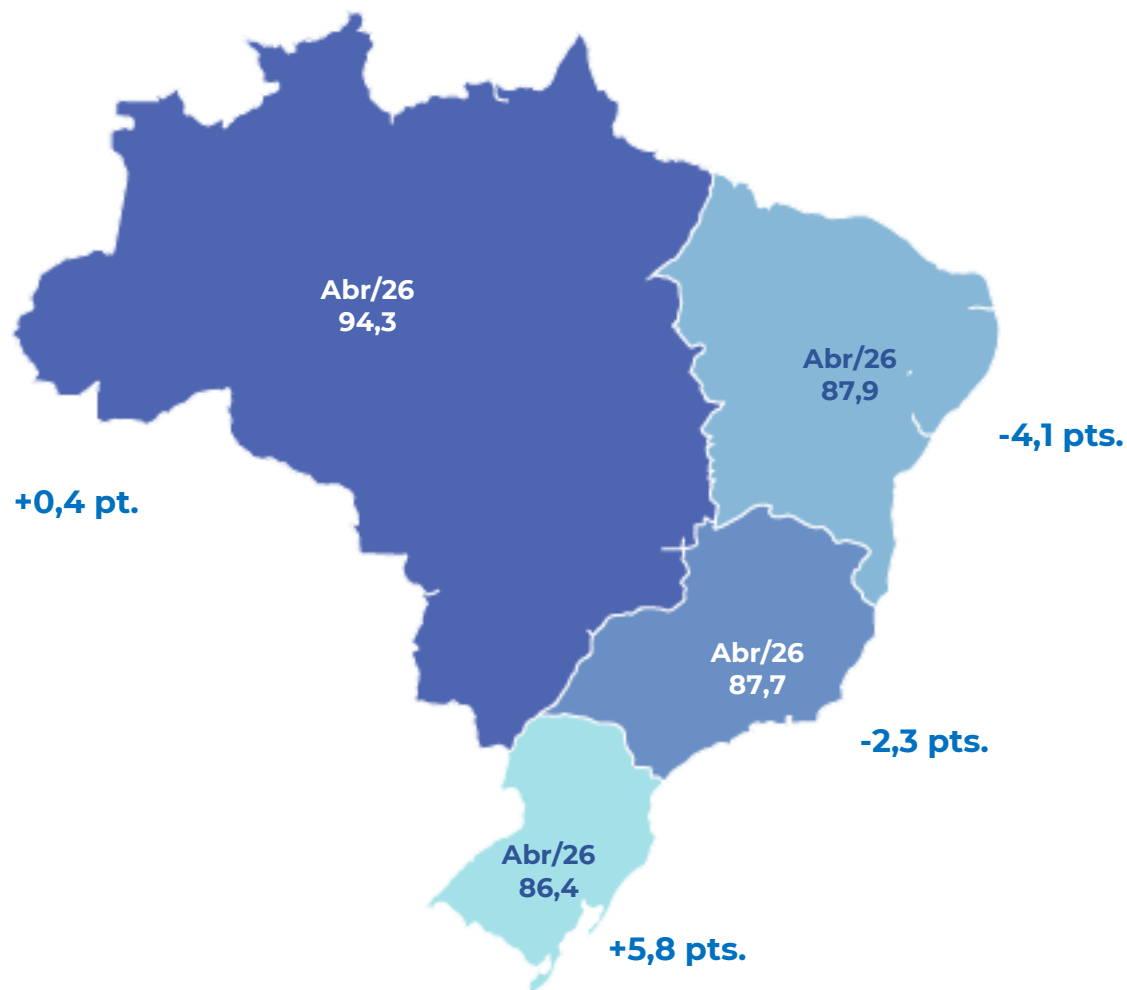 Abr/26
94,3
Abr/26
87,9
-4,1 pts.
+0,4 pt.
Abr/26
87,7
-2,3 pts.
Abr/26
86,4
+5,8 pts.